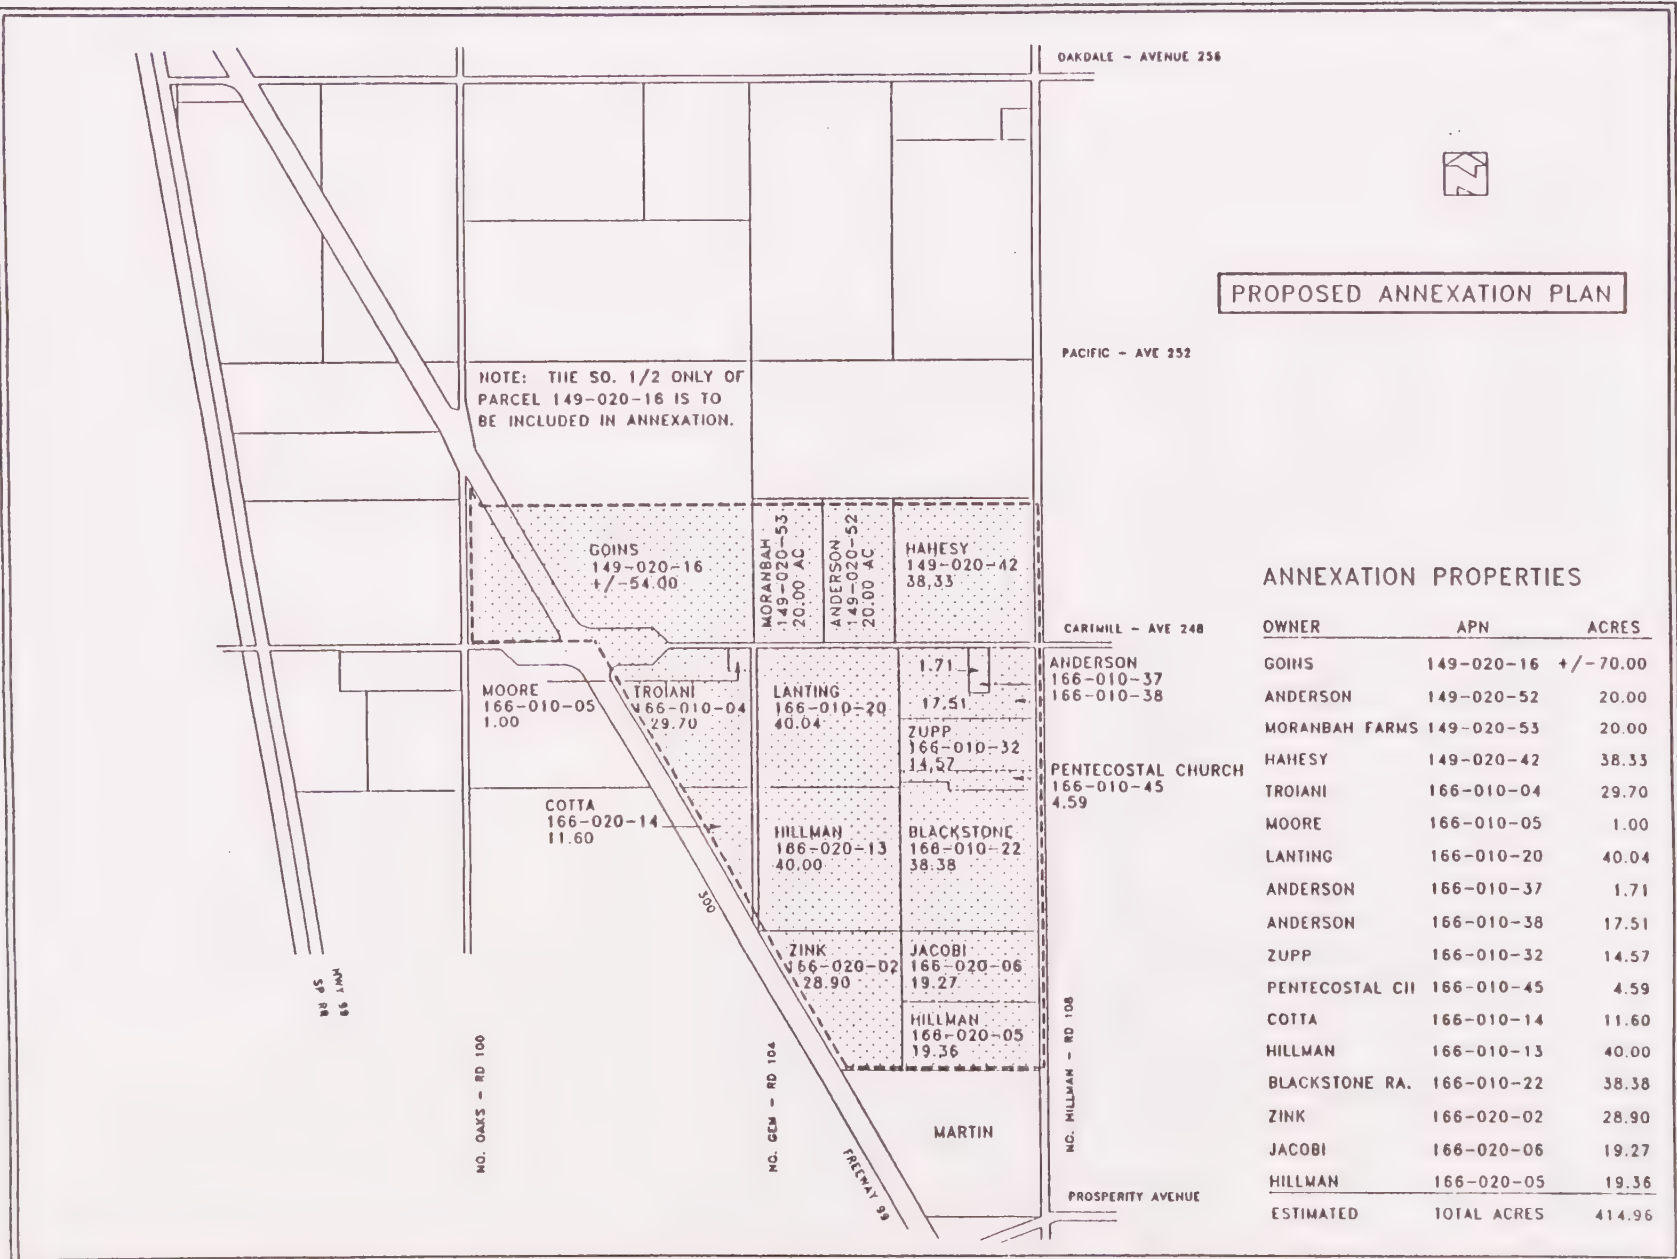 OAKDALE - AVENUE 256
PROPOSED ANNEXATION PLAN
PACIFIC - AVE 252
NOTE: THE SO. 1/2 ONLY OF
PARCEL 149-020-16 IS TO
BE INCLUDED IN ANNEXATION.
GOINS
149-020-16
+/-54.00
MORANBAH
149-020-53
20.00 AC
ANDERSON
149-020-52
20.00 AC
HAHESY
149-020-42
38.33
CARTMILL - AVE 248
MOORE
166-010-05
1.00
TROIANI
166-010-04
29.70
LANTING
166-010-20
40.04
1.71
17.51
ANDERSON
166-010-37
166-010-38
ZUPP
166-010-32
14.57
PENTECOSTAL CHURCH
166-010-45
4.59
COTTA
166-020-14
11.60
HILLMAN
166-020-13
40.00
BLACKSTONE
166-010-22
38.38
300
ZINK
166-020-02
28.90
JACOBI
166-020-06
19.27
HILLMAN
166-020-05
19.36
HWY 99
SP RR
NO. OAKS - RD 100
NO. GEM - RD 104
FREEWAY 99
MARTIN
NO. HILLMAN - RD 108
PROSPERITY AVENUE
ANNEXATION PROPERTIES
OWNER APN ACRES
GOINS 149-020-16 +/-70.00
ANDERSON 149-020-52 20.00
MORANBAH FARMS 149-020-53 20.00
HAHESY 149-020-42 38.33
TROIANI 166-010-04 29.70
MOORE 166-010-05 1.00
LANTING 166-010-20 40.04
ANDERSON 166-010-37 1.71
ANDERSON 166-010-38 17.51
ZUPP 166-010-32 14.57
PENTECOSTAL CH 166-010-45 4.59
COTTA 166-010-14 11.60
HILLMAN 166-010-13 40.00
BLACKSTONE RA. 166-010-22 38.38
ZINK 166-020-02 28.90
JACOBI 166-020-06 19.27
HILLMAN 166-020-05 19.36
ESTIMATED TOTAL ACRES 414.96